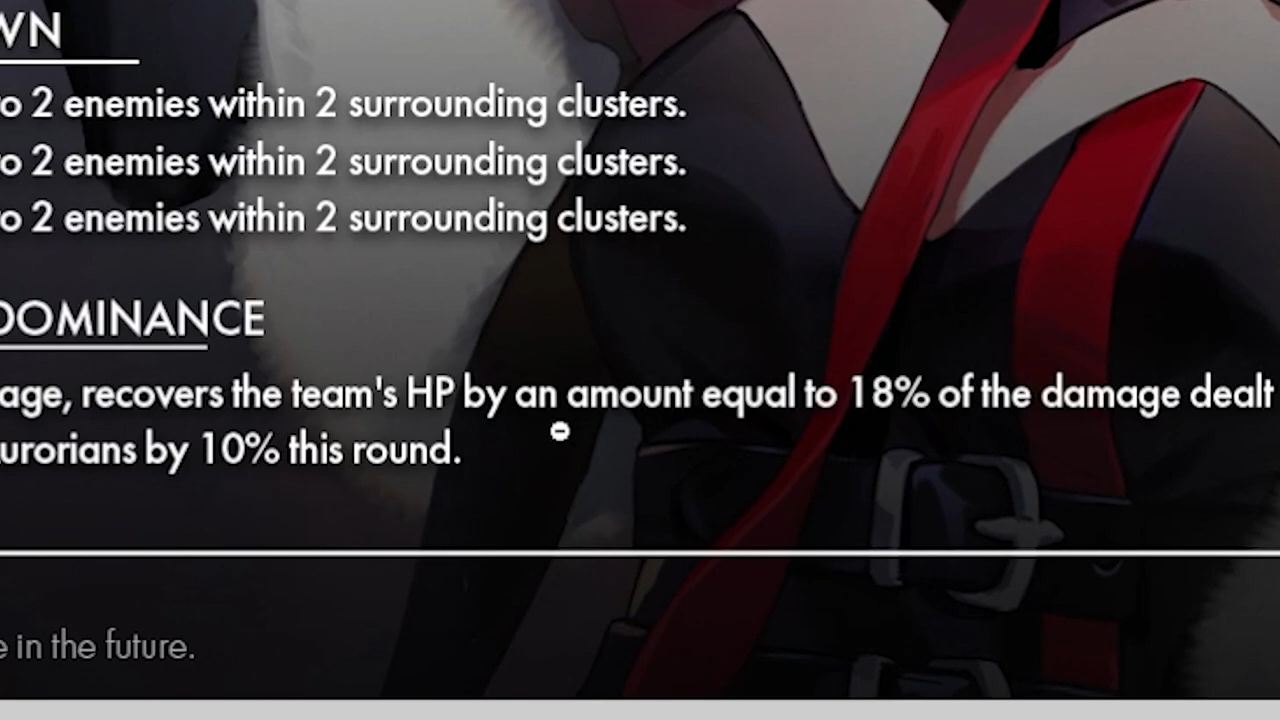 WN
o 2 enemies within 2 surrounding clusters.
o 2 enemies within 2 surrounding clusters.
o 2 enemies within 2 surrounding clusters.
DOMINANCE
age, recovers the team's HP by an amount equal to 18% of the damage dealt
urorians by 10% this round.
e in the future.